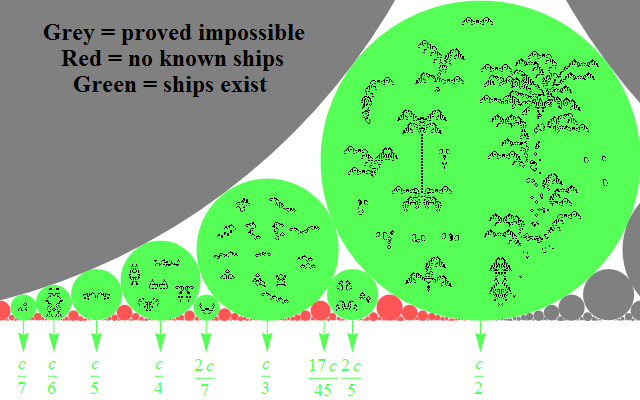 Grey = proved impossible
Red = no known ships
Green = ships exist
c/7 c/6 c/5 c/4 2c/7 c/3 17c/45 2c/5 c/2